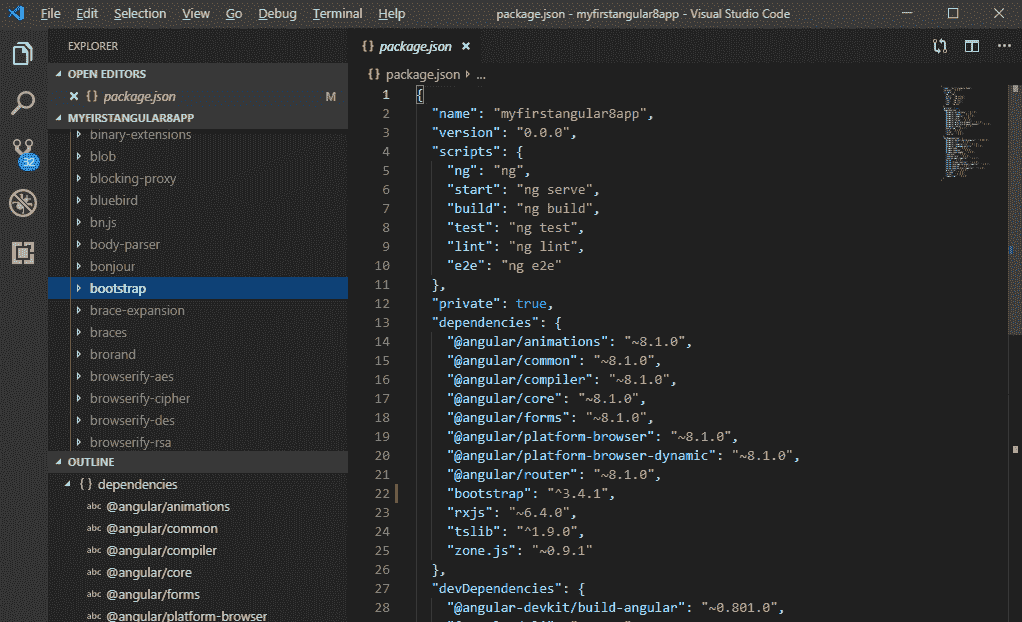 File Edit Selection View Go Debug Terminal Help package.json - myfirstangular8app - Visual Studio Code
EXPLORER
OPEN EDITORS
{} package.json M
MYFIRSTANGULAR8APP
binary-extensions
blob
blocking-proxy
bluebird
bn.js
body-parser
bonjour
bootstrap
brace-expansion
braces
brorand
browserify-aes
browserify-cipher
browserify-des
browserify-rsa
32
OUTLINE
{} dependencies
abc @angular/animations
abc @angular/common
abc @angular/compiler
abc @angular/core
abc @angular/forms
abc @angular/platform-browser
{} package.json
{} package.json ...
1 {
2 "name": "myfirstangular8app",
3 "version": "0.0.0",
4 "scripts": {
5 "ng": "ng",
6 "start": "ng serve",
7 "build": "ng build",
8 "test": "ng test",
9 "lint": "ng lint",
10 "e2e": "ng e2e"
11 },
12 "private": true,
13 "dependencies": {
14 "@angular/animations": "~8.1.0",
15 "@angular/common": "~8.1.0",
16 "@angular/compiler": "~8.1.0",
17 "@angular/core": "~8.1.0",
18 "@angular/forms": "~8.1.0",
19 "@angular/platform-browser": "~8.1.0",
20 "@angular/platform-browser-dynamic": "~8.1.0",
21 "@angular/router": "~8.1.0",
22 "bootstrap": "^3.4.1",
23 "rxjs": "~6.4.0",
24 "tslib": "^1.9.0",
25 "zone.js": "~0.9.1"
26 },
27 "devDependencies": {
28 "@angular-devkit/build-angular": "~0.801.0",